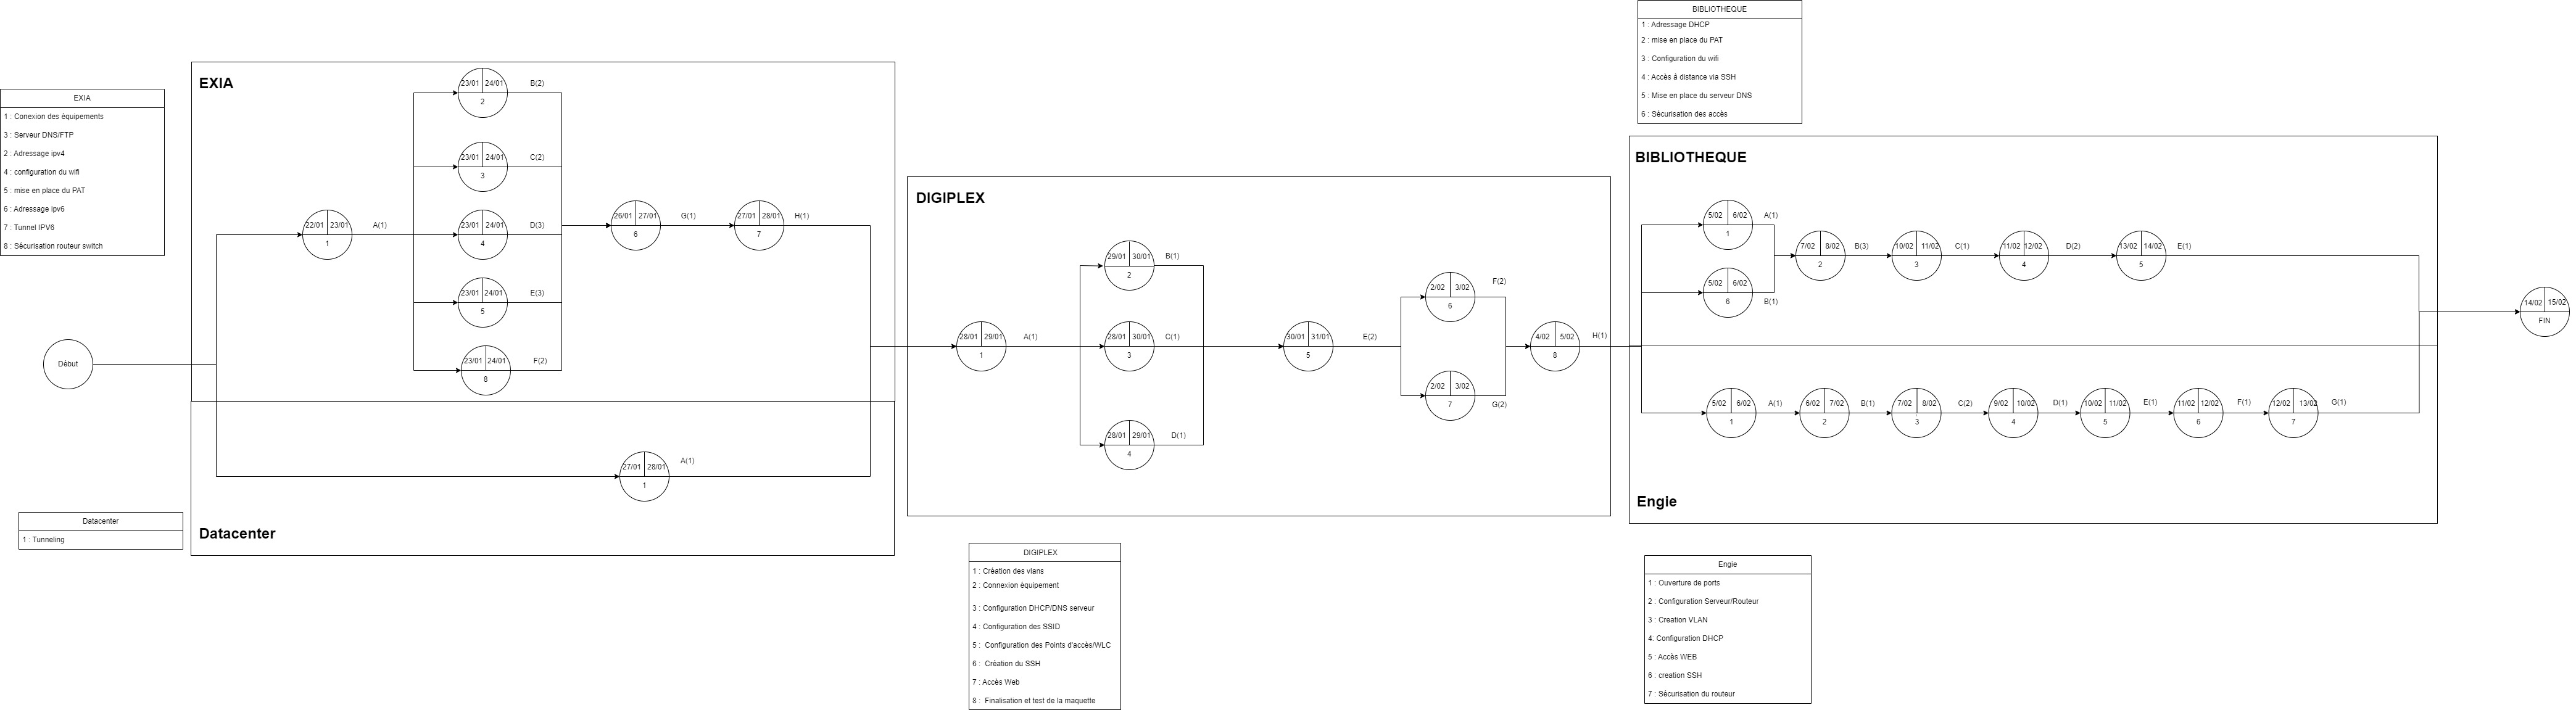 BIBLIOTHEQUE
1 : Adressage DHCP
2 : mise en place du PAT
3 : Configuration du wifi
4 : Accès à distance via SSH
5 : Mise en place du serveur DNS
6 : Sécurisation des accès
EXIA
1 : Conexion des équipements
3 : Serveur DNS/FTP
2 : Adressage ipv4
4 : configuration du wifi
5 : mise en place du PAT
6 : Adressage ipv6
7 : Tunnel IPV6
8 : Sécurisation routeur switch
Début
EXIA
22/01 23/01
1
A(1)
23/01 24/01
2
B(2)
23/01 24/01
3
C(2)
23/01 24/01
4
D(3)
23/01 24/01
5
E(3)
23/01 24/01
8
F(2)
26/01 27/01
6
G(1)
27/01 28/01
7
H(1)
27/01 28/01
1
A(1)
Datacenter
Datacenter
1 : Tunneling
DIGIPLEX
28/01 29/01
1
A(1)
29/01 30/01
2
B(1)
28/01 30/01
3
C(1)
28/01 29/01
4
D(1)
30/01 31/01
5
E(2)
2/02 3/02
6
F(2)
2/02 3/02
7
G(2)
4/02 5/02
8
H(1)
DIGIPLEX
1 : Création des vlans
2 : Connexion équipement
3 : Configuration DHCP/DNS serveur
4 : Configuration des SSID
5 : Configuration des Points d'accès/WLC
6 : Création du SSH
7 : Accès Web
8 : Finalisation et test de la maquette
BIBLIOTHEQUE
5/02 6/02
1
A(1)
5/02 6/02
6
B(1)
7/02 8/02
2
B(3)
10/02 11/02
3
C(1)
11/02 12/02
4
D(2)
13/02 14/02
5
E(1)
14/02 15/02
FIN
5/02 6/02
1
A(1)
6/02 7/02
2
B(1)
7/02 8/02
3
C(2)
9/02 10/02
4
D(1)
10/02 11/02
5
E(1)
11/02 12/02
6
F(1)
12/02 13/02
7
G(1)
Engie
Engie
1 : Ouverture de ports
2 : Configuration Serveur/Routeur
3 : Creation VLAN
4: Configuration DHCP
5 : Accès WEB
6 : creation SSH
7 : Sécurisation du routeur